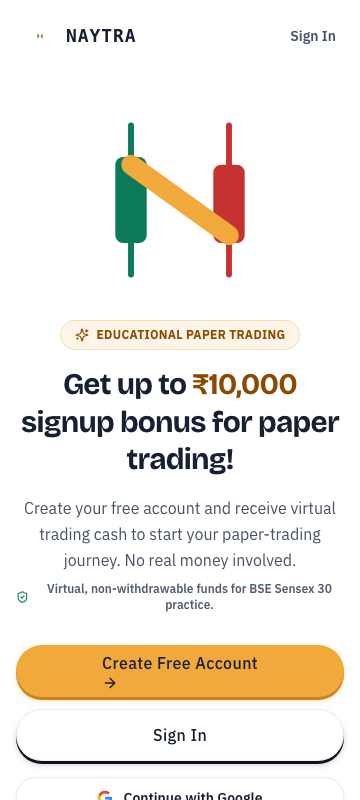 NAYTRA
Sign In
EDUCATIONAL PAPER TRADING
Get up to ₹10,000
signup bonus for paper
trading!
Create your free account and receive virtual
trading cash to start your paper-trading
journey. No real money involved.
Virtual, non-withdrawable funds for BSE Sensex 30
practice.
Create Free Account
→
Sign In
Continue with Google